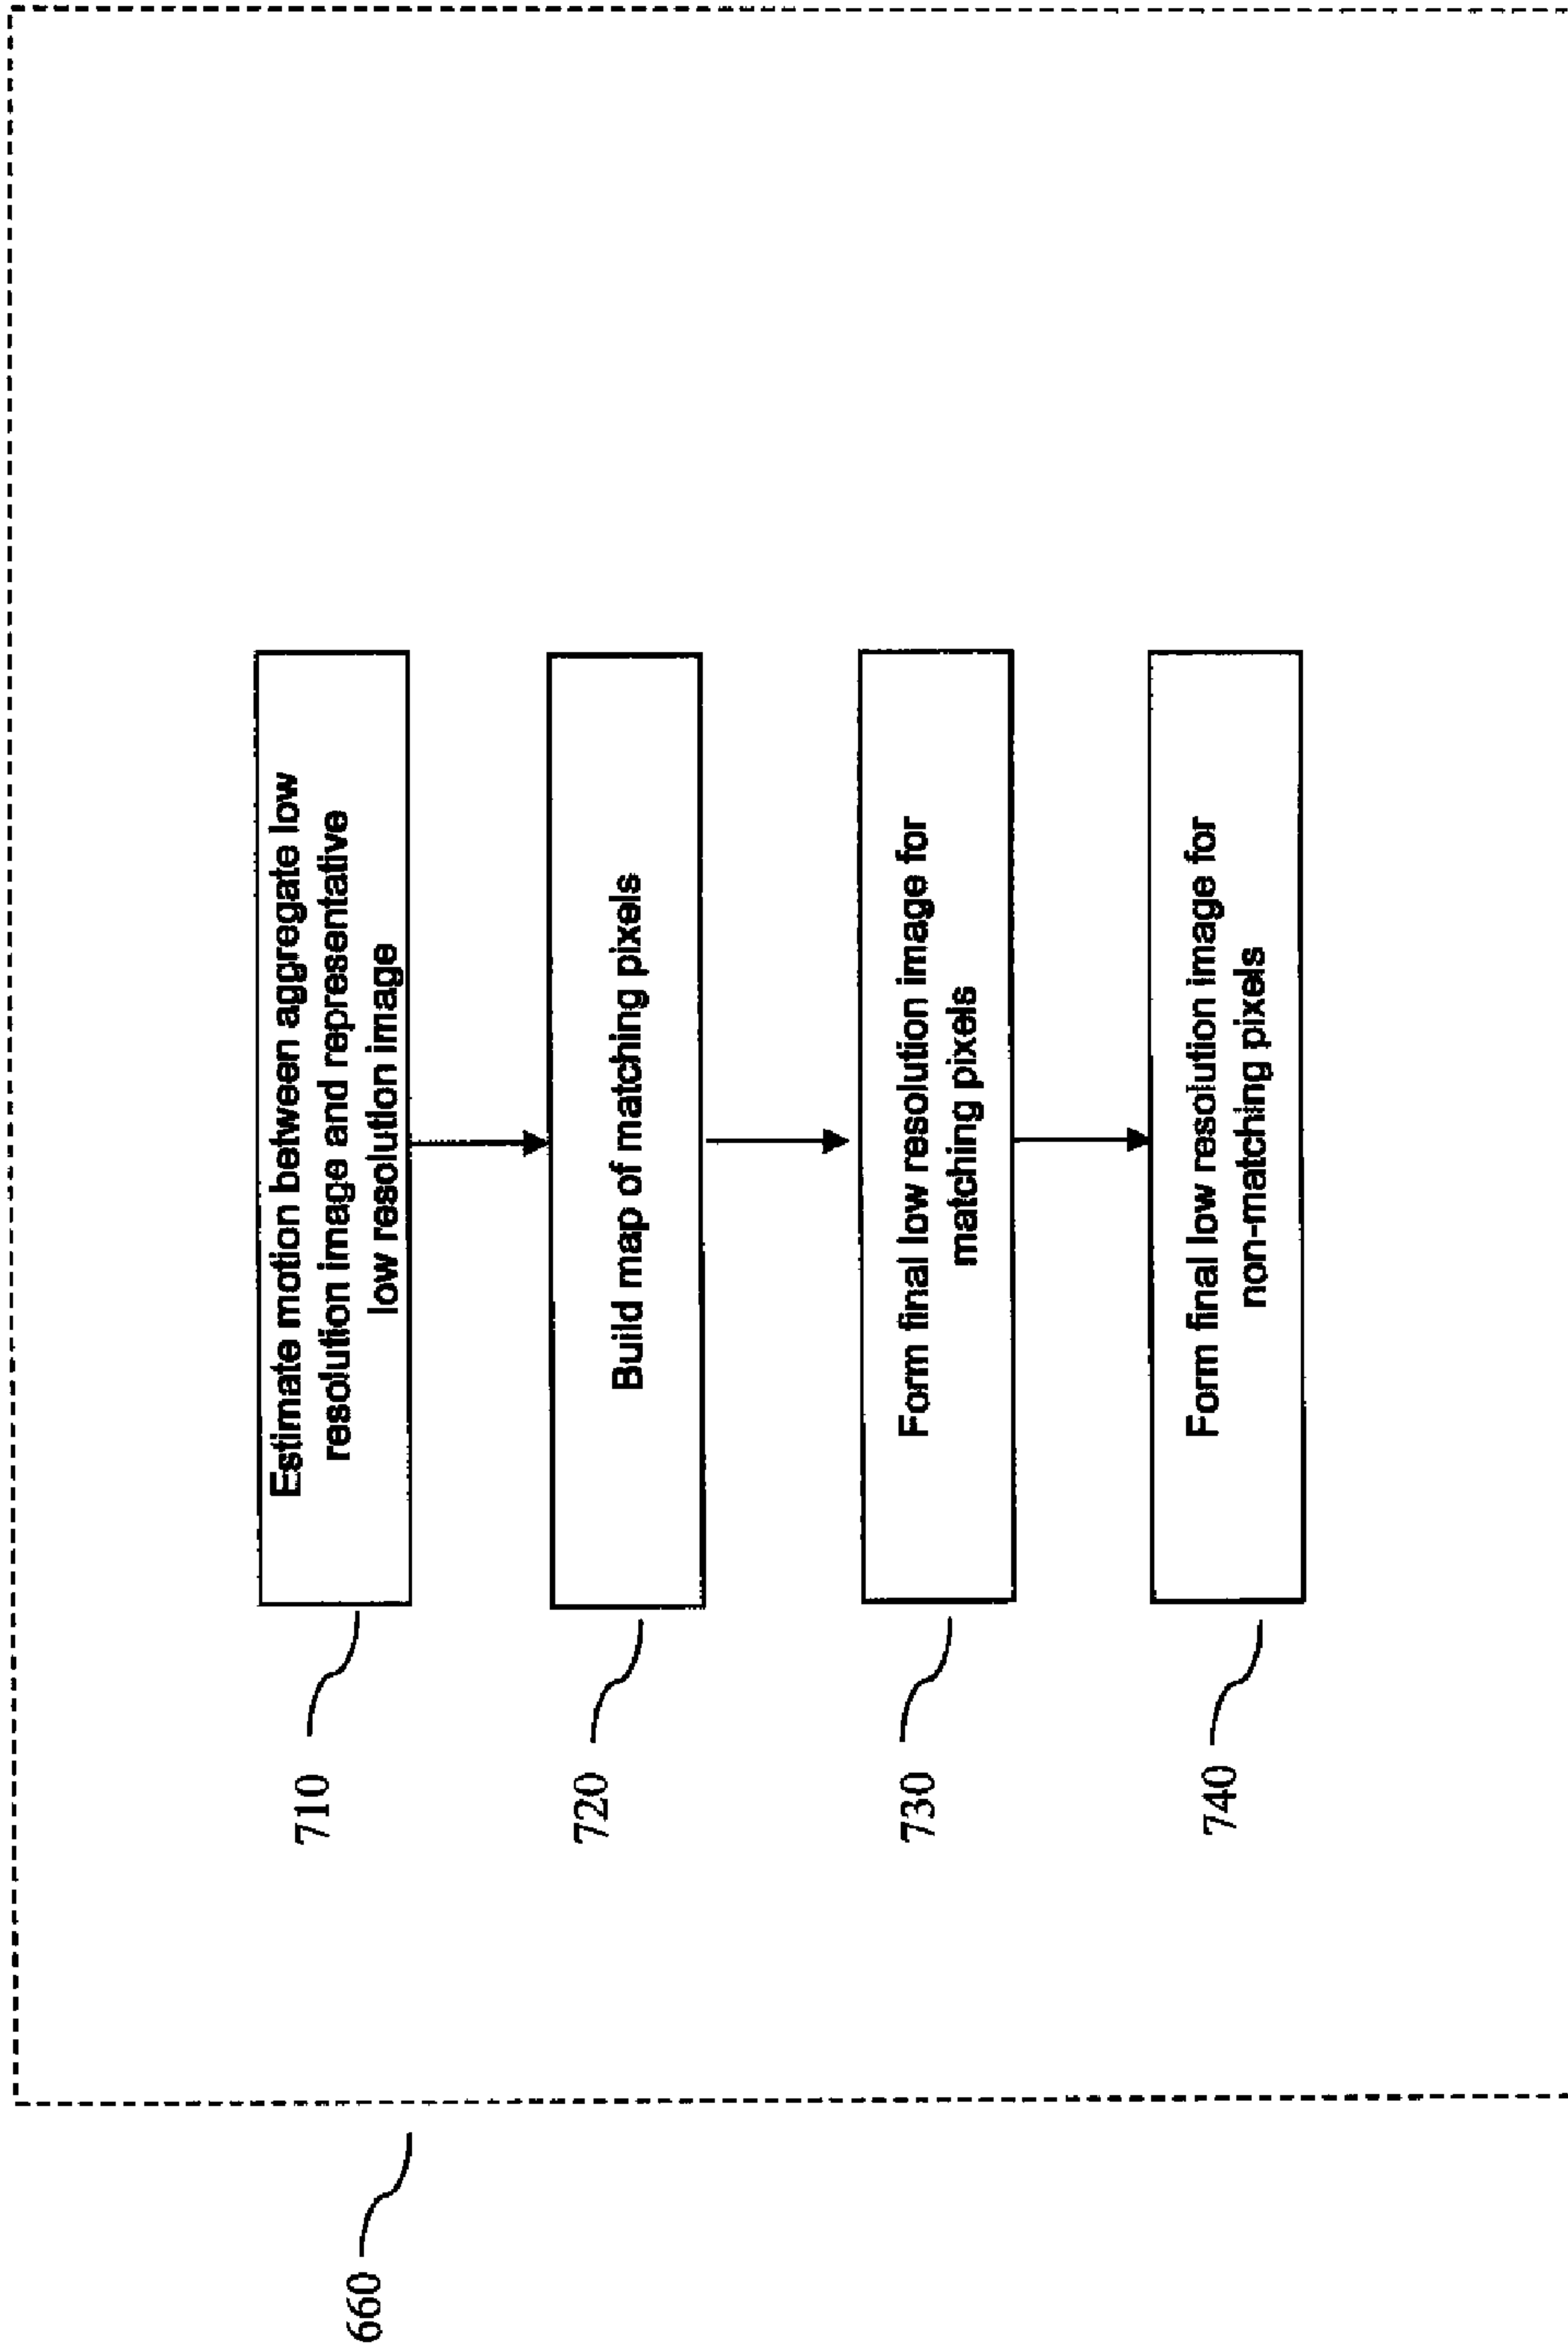 660
710
Estimate motion between aggregate low
resolution image and representative
low resolution image
720
Build map of matching pixels
730
Form final low resolution image for
matching pixels
740
Form final low resolution image for
non-matching pixels